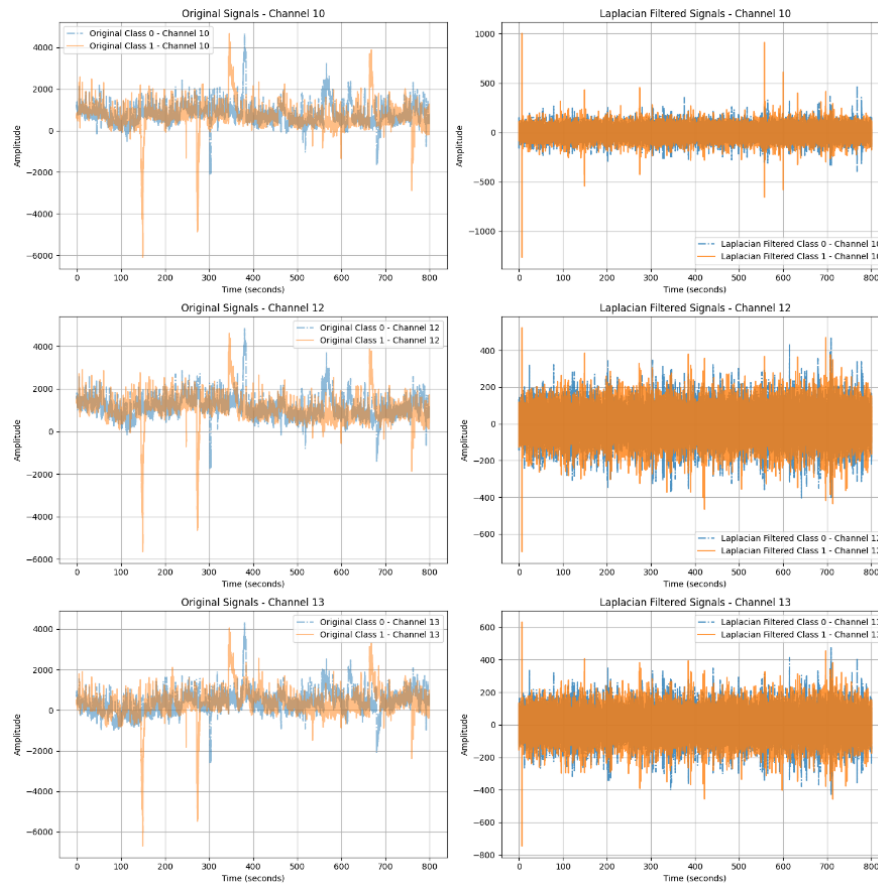 Original Signals - Channel 10
Original Class 0 - Channel 10
Original Class 1 - Channel 10
Amplitude
4000
2000
0
−2000
−4000
−6000
0 100 200 300 400 500 600 700 800
Time (seconds)
Laplacian Filtered Signals - Channel 10
Amplitude
1000
500
0
−500
−1000
Laplacian Filtered Class 0 - Channel 10
Laplacian Filtered Class 1 - Channel 10
0 100 200 300 400 500 600 700 800
Time (seconds)
Original Signals - Channel 12
Original Class 0 - Channel 12
Original Class 1 - Channel 12
Amplitude
4000
2000
0
−2000
−4000
−6000
0 100 200 300 400 500 600 700 800
Time (seconds)
Laplacian Filtered Signals - Channel 12
Amplitude
400
200
0
−200
−400
−600
Laplacian Filtered Class 0 - Channel 12
Laplacian Filtered Class 1 - Channel 12
0 100 200 300 400 500 600 700 800
Time (seconds)
Original Signals - Channel 13
Original Class 0 - Channel 13
Original Class 1 - Channel 13
Amplitude
4000
2000
0
−2000
−4000
−6000
0 100 200 300 400 500 600 700 800
Time (seconds)
Laplacian Filtered Signals - Channel 13
Laplacian Filtered Class 0 - Channel 13
Laplacian Filtered Class 1 - Channel 13
Amplitude
600
400
200
0
−200
−400
−600
−800
0 100 200 300 400 500 600 700 800
Time (seconds)